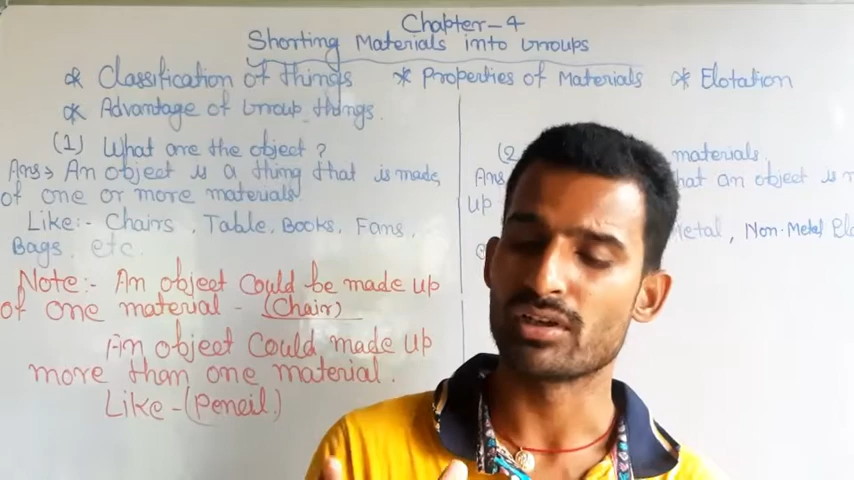 Chapter-4
Shorting Materials into Groups
* Classification of things * Properties of Materials * Elotation
* Advantage of Group things.
(1) What are the object?
Ans→ An object is a thing that is made
of one or more materials.
Like:- Chairs, Table, Books, Fans,
Bags, etc.
Note:- An object could be made up
of one material - (Chair)
An object could made up
more than one material.
Like-(Pencil)
(2 materials.
Ans hat an object is
up
Metal, Non-Metal